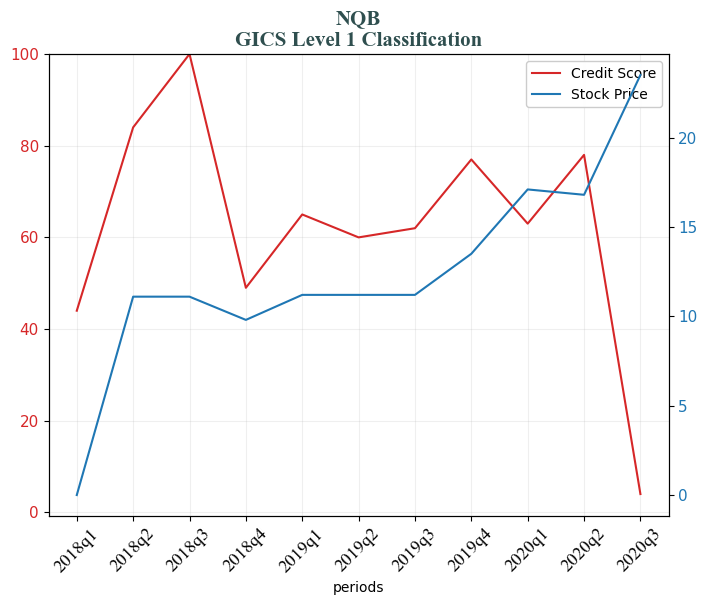 NQB
GICS Level 1 Classification
Credit Score
Stock Price
100
80
60
40
20
0
20
15
10
5
0
2018q1
2018q2
2018q3
2018q4
2019q1
2019q2
2019q3
2019q4
2020q1
2020q2
2020q3
periods